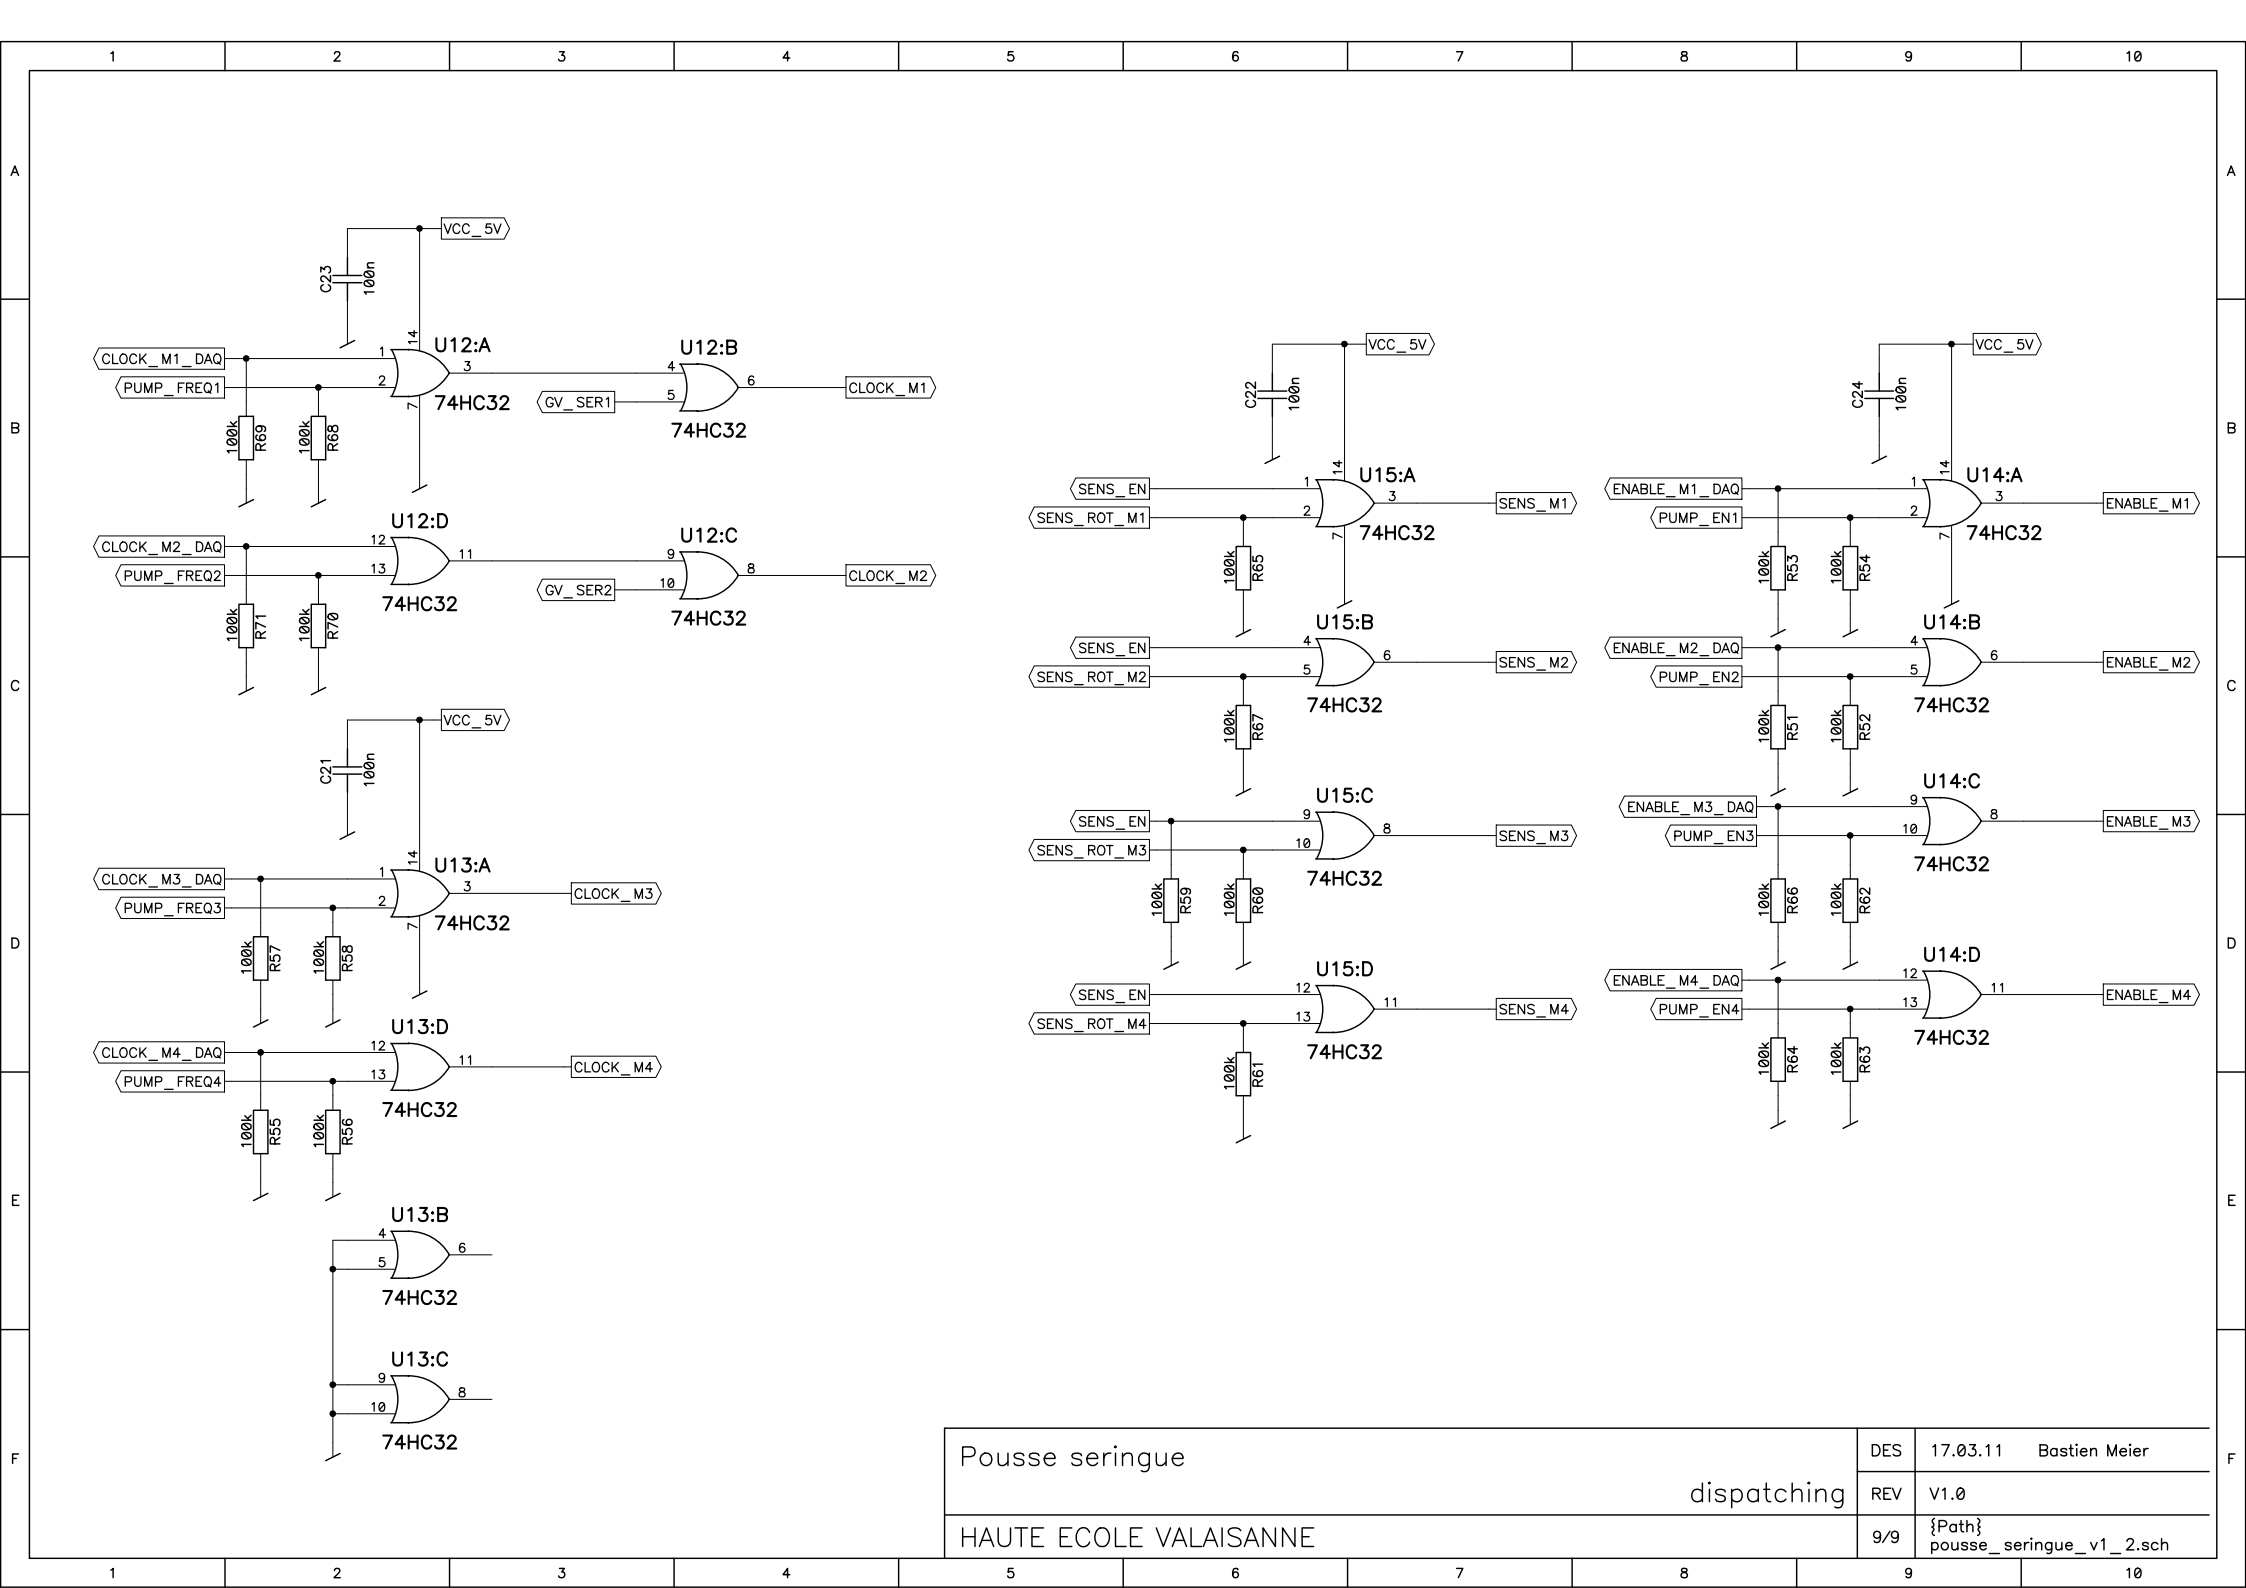 1 2 3 4 5 6 7 8 9 10
A A
VCC_5V
C23
100n
14
U12:A
CLOCK_M1_DAQ 1
3
PUMP_FREQ1 2
7
74HC32
100k R69
100k R68
U12:B
4
6 CLOCK_M1
GV_SER1 5
74HC32
B B
U12:D
CLOCK_M2_DAQ 12
11
PUMP_FREQ2 13
74HC32
100k R71
100k R70
U12:C
9
8 CLOCK_M2
GV_SER2 10
74HC32
C C
VCC_5V
C21
100n
14
U13:A
CLOCK_M3_DAQ 1
3 CLOCK_M3
PUMP_FREQ3 2
7
74HC32
100k R57
100k R58
D D
U13:D
CLOCK_M4_DAQ 12
11 CLOCK_M4
PUMP_FREQ4 13
74HC32
100k R55
100k R56
E E
U13:B
4
6
5
74HC32
U13:C
9
8
10
74HC32
F F
VCC_5V
C22
100n
14
U15:A
SENS_EN 1
3 SENS_M1
SENS_ROT_M1 2
7
74HC32
100k R65
U15:B
SENS_EN 4
6 SENS_M2
SENS_ROT_M2 5
74HC32
100k R67
U15:C
SENS_EN 9
8 SENS_M3
SENS_ROT_M3 10
74HC32
100k R59
100k R60
U15:D
SENS_EN 12
11 SENS_M4
SENS_ROT_M4 13
74HC32
100k R61
VCC_5V
C24
100n
14
U14:A
ENABLE_M1_DAQ 1
3 ENABLE_M1
PUMP_EN1 2
7
74HC32
100k R53
100k R54
U14:B
ENABLE_M2_DAQ 4
6 ENABLE_M2
PUMP_EN2 5
74HC32
100k R51
100k R52
U14:C
ENABLE_M3_DAQ 9
8 ENABLE_M3
PUMP_EN3 10
74HC32
100k R66
100k R62
U14:D
ENABLE_M4_DAQ 12
11 ENABLE_M4
PUMP_EN4 13
74HC32
100k R64
100k R63
Pousse seringue
dispatching
HAUTE ECOLE VALAISANNE
DES 17.03.11 Bastien Meier
REV V1.0
9/9 {Path}
pousse_seringue_v1_2.sch
1 2 3 4 5 6 7 8 9 10